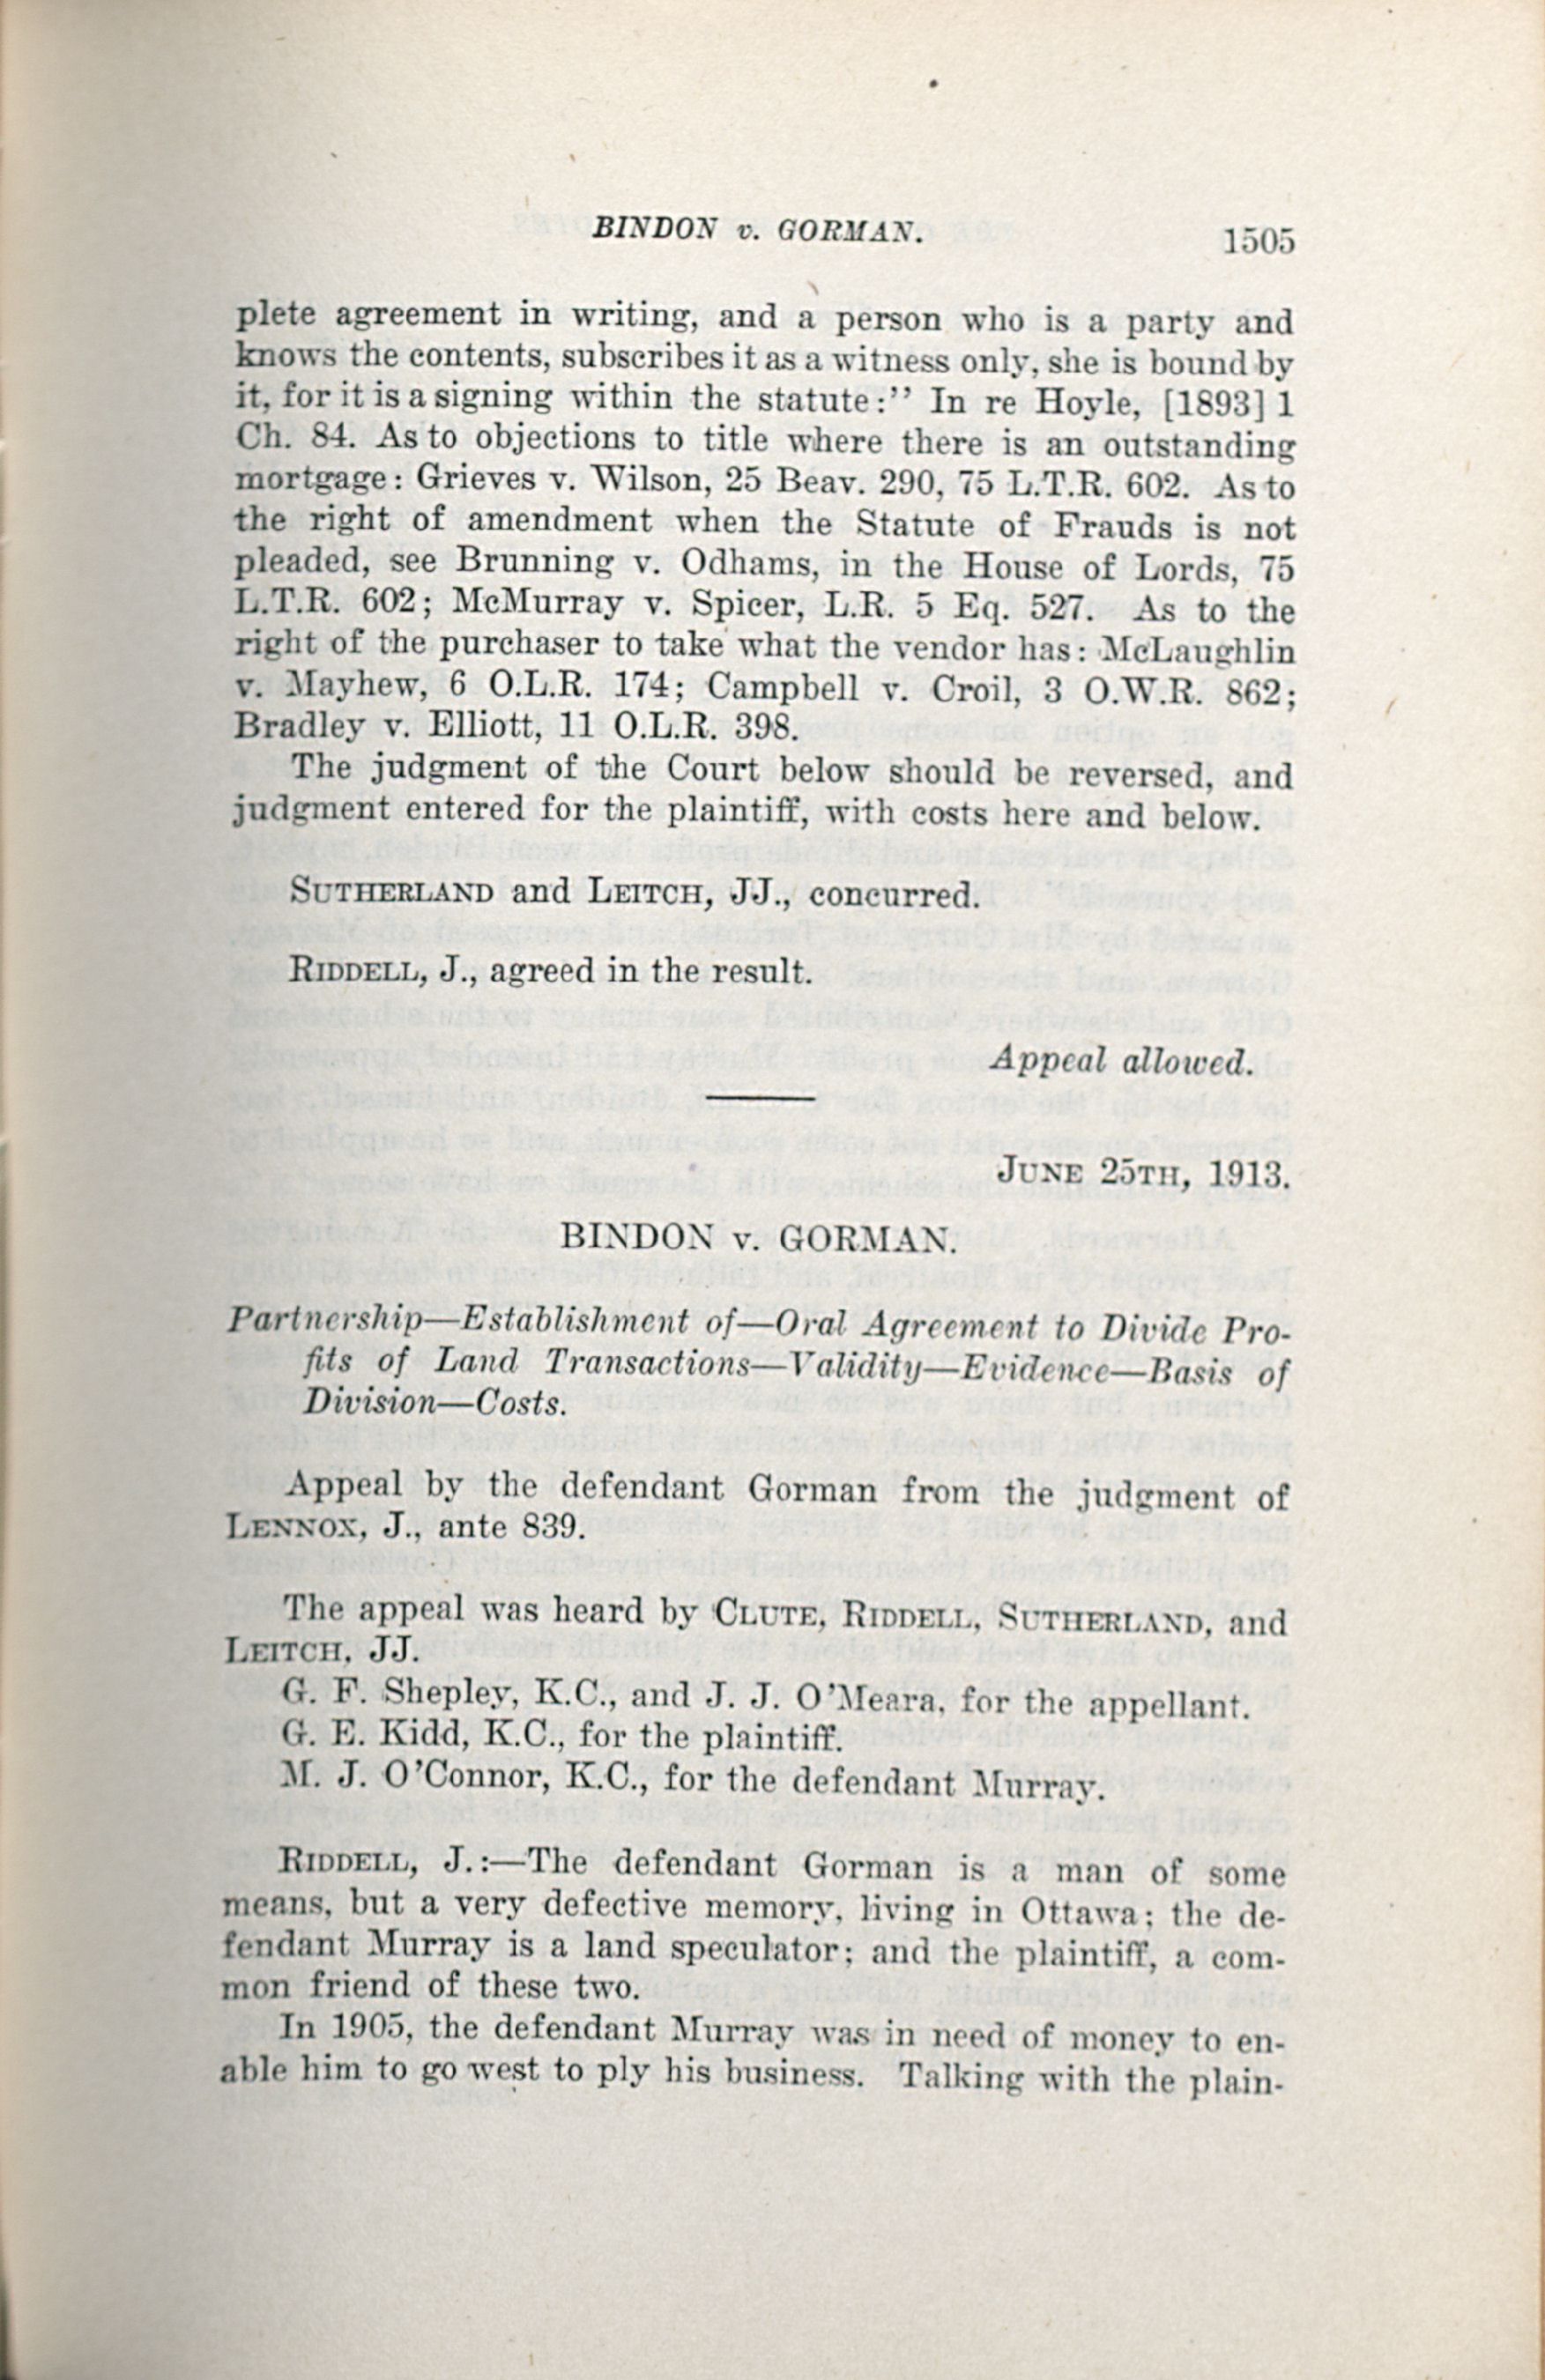 BINDON v. GORMAN.
1505
plete agreement in writing, and a person who is a party and
knows the contents, subscribes it as a witness only, she is bound by
it, for it is a signing within the statute:’’ In re Hoyle, [1893] 1
Ch. 84. As to objections to title where there is an outstanding
mortgage: Grieves v. Wilson, 25 Beav. 290, 75 L.T.R. 602. As to
the right of amendment when the Statute of Frauds is not
pleaded, see Brunning v. Odhams, in the House of Lords, 75
L.T.R. 602; McMurray v. Spicer, L.R. 5 Eq. 527. As to the
right of the purchaser to take what the vendor has: McLaughlin
v. Mayhew, 6 O.L.R. 174; Campbell v. Croil, 3 O.W.R. 862;
Bradley v. Elliott, 11 O.L.R. 398.
The judgment of the Court below should be reversed, and
judgment entered for the plaintiff, with costs here and below.
SUTHERLAND and LEITCH, JJ., concurred.
RIDDELL, J., agreed in the result.
Appeal allowed.
JUNE 25TH, 1913.
BINDON v. GORMAN.
Partnership—Establishment of—Oral Agreement to Divide Pro-
fits of Land Transactions—Validity—Evidence—Basis of
Division—Costs.
Appeal by the defendant Gorman from the judgment of
LENNOX, J., ante 839.
The appeal was heard by CLUTE, RIDDELL, SUTHERLAND, and
LEITCH, JJ.
G. F. Shepley, K.C., and J. J. O’Meara, for the appellant.
G. E. Kidd, K.C., for the plaintiff.
M. J. O’Connor, K.C., for the defendant Murray.
RIDDELL, J.:—The defendant Gorman is a man of some
means, but a very defective memory, living in Ottawa; the de-
fendant Murray is a land speculator; and the plaintiff, a com-
mon friend of these two.
In 1905, the defendant Murray was in need of money to en-
able him to go west to ply his business. Talking with the plain-